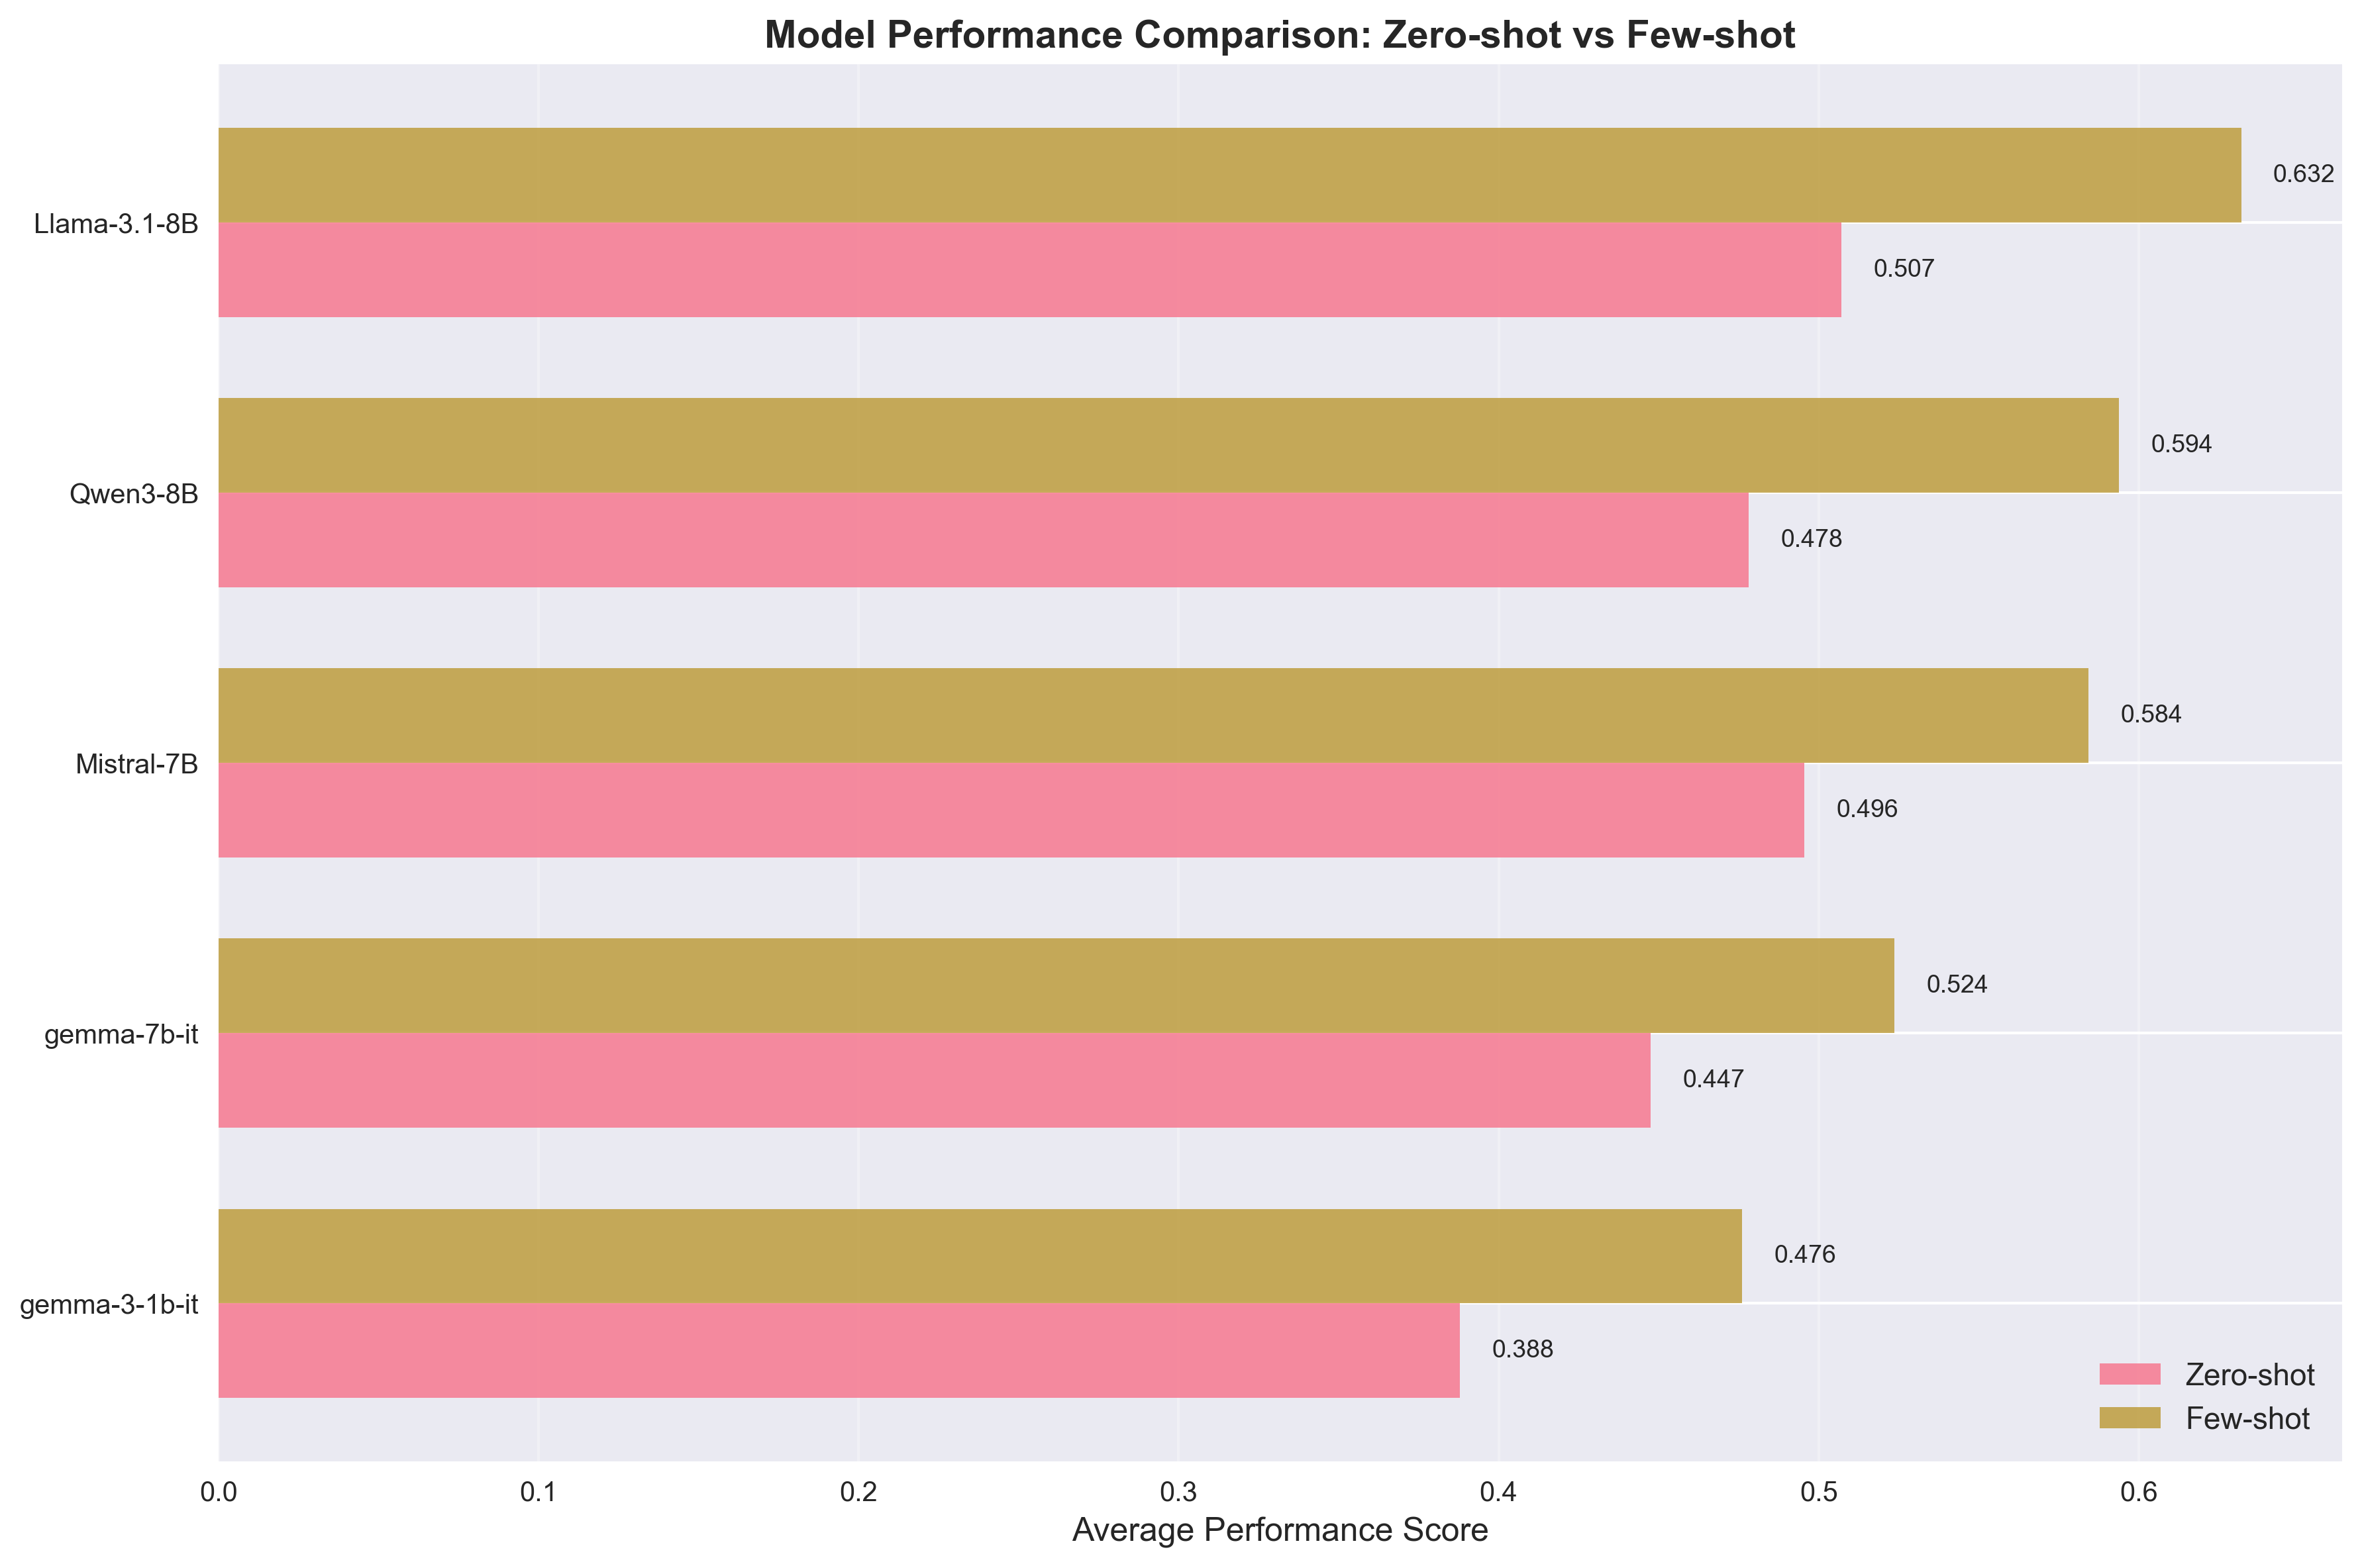 Model Performance Comparison: Zero-shot vs Few-shot
Llama-3.1-8B
0.632
0.507
Qwen3-8B
0.594
0.478
Mistral-7B
0.584
0.496
gemma-7b-it
0.524
0.447
gemma-3-1b-it
0.476
0.388
Zero-shot
Few-shot
0.0 0.1 0.2 0.3 0.4 0.5 0.6
Average Performance Score